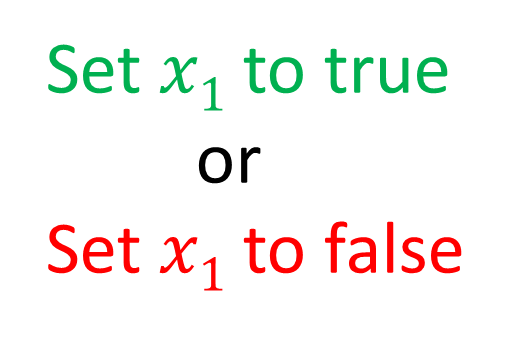 Set x₁ to true
or
Set x₁ to false